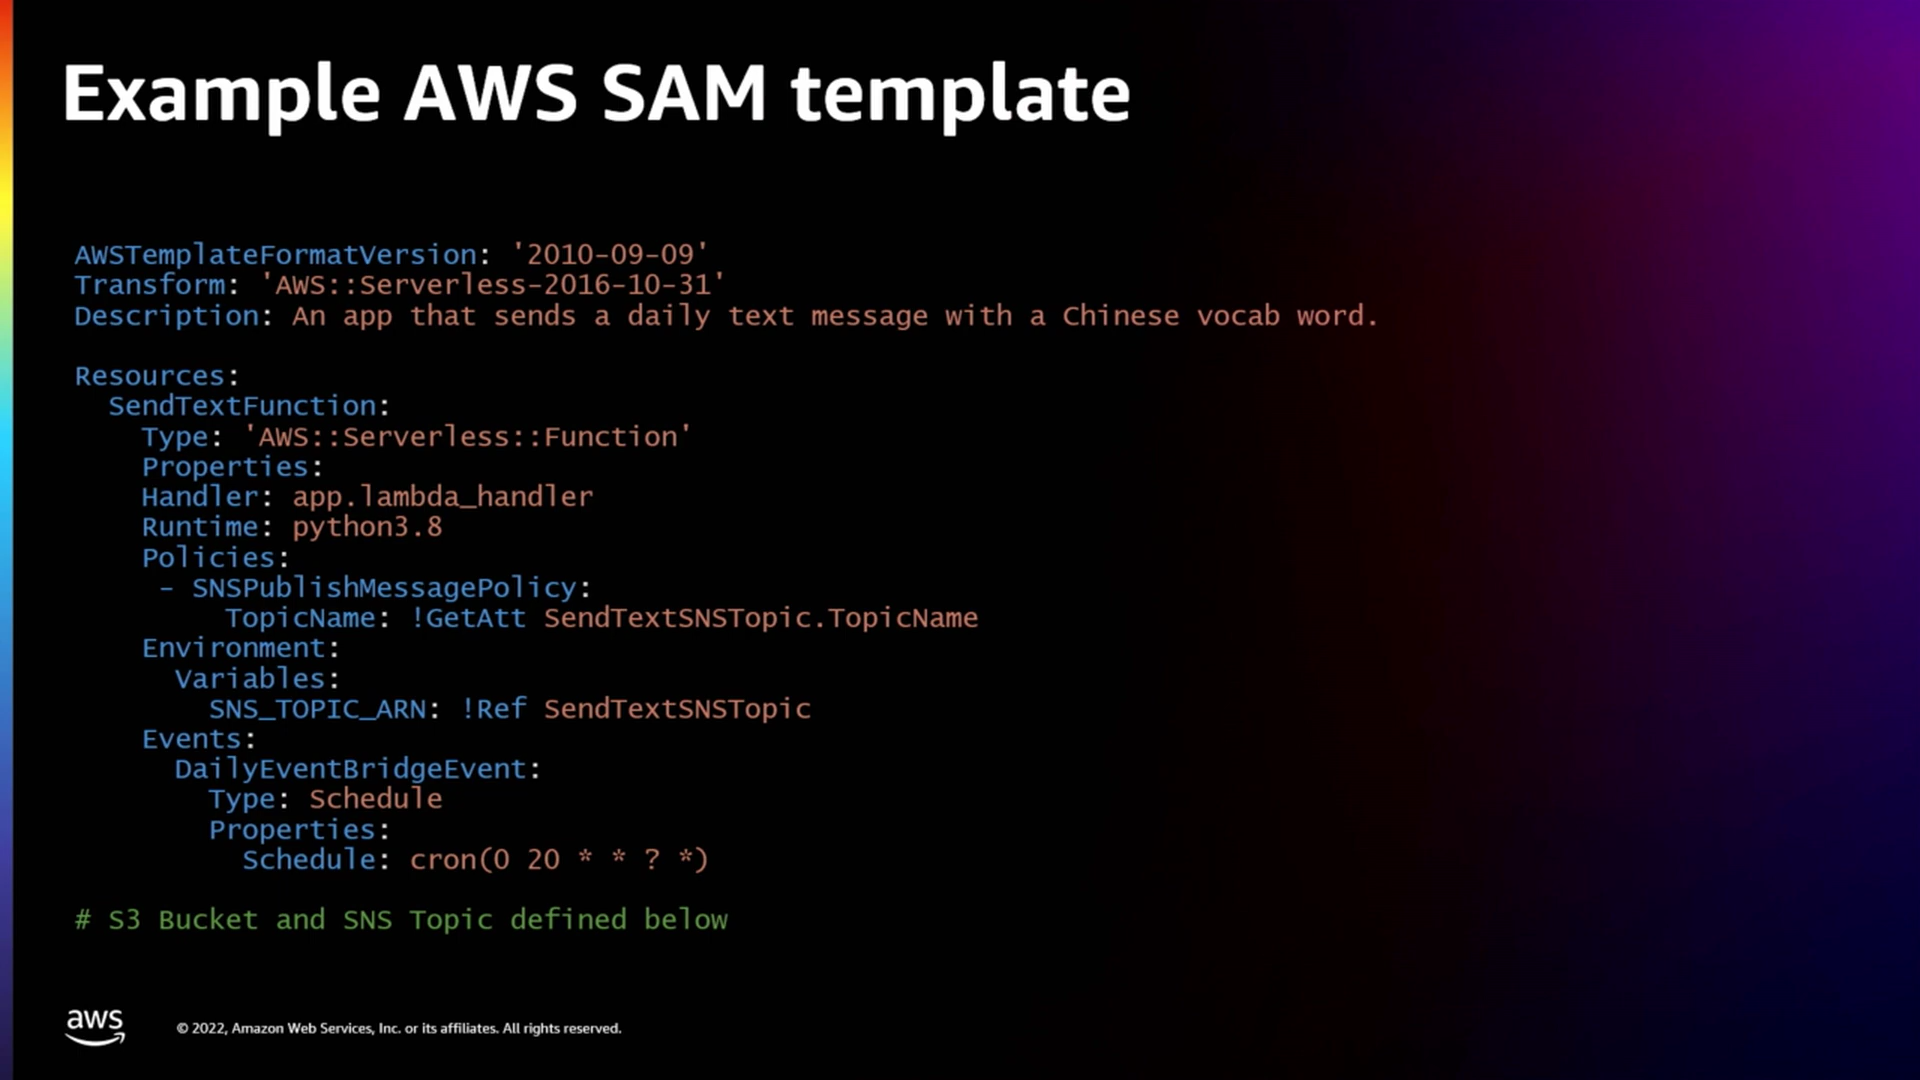 Example AWS SAM template
AWSTemplateFormatVersion: '2010-09-09'
Transform: 'AWS::Serverless-2016-10-31'
Description: An app that sends a daily text message with a Chinese vocab word.
Resources:
  SendTextFunction:
    Type: 'AWS::Serverless::Function'
    Properties:
    Handler: app.lambda_handler
    Runtime: python3.8
    Policies:
     - SNSPublishMessagePolicy:
         TopicName: !GetAtt SendTextSNSTopic.TopicName
    Environment:
      Variables:
        SNS_TOPIC_ARN: !Ref SendTextSNSTopic
    Events:
      DailyEventBridgeEvent:
        Type: Schedule
        Properties:
          Schedule: cron(0 20 * * ? *)
# S3 Bucket and SNS Topic defined below
aws
© 2022, Amazon Web Services, Inc. or its affiliates. All rights reserved.